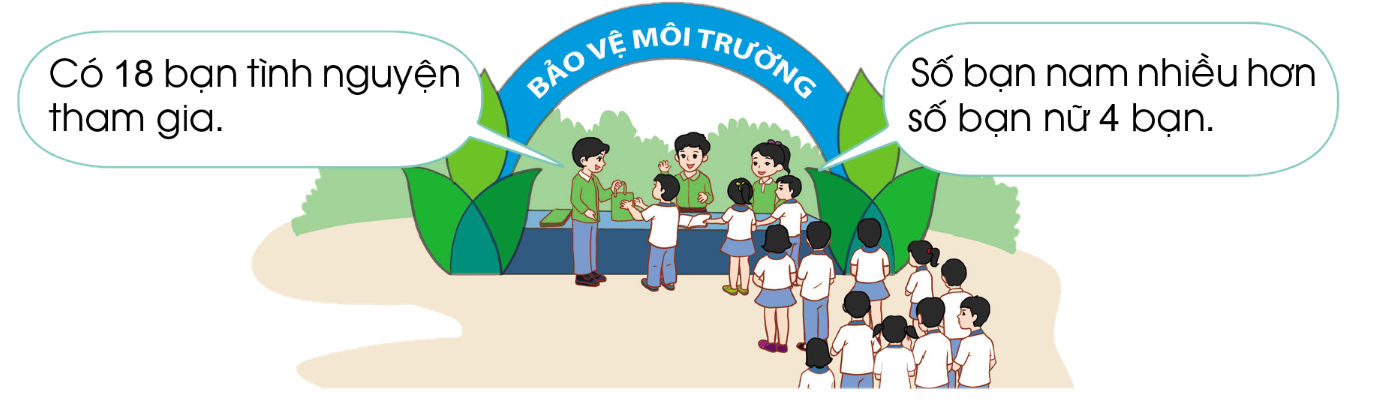 BẢO VỆ MÔI TRƯỜNG
Có 18 bạn tình nguyện
tham gia.
Số bạn nam nhiều hơn
số bạn nữ 4 bạn.